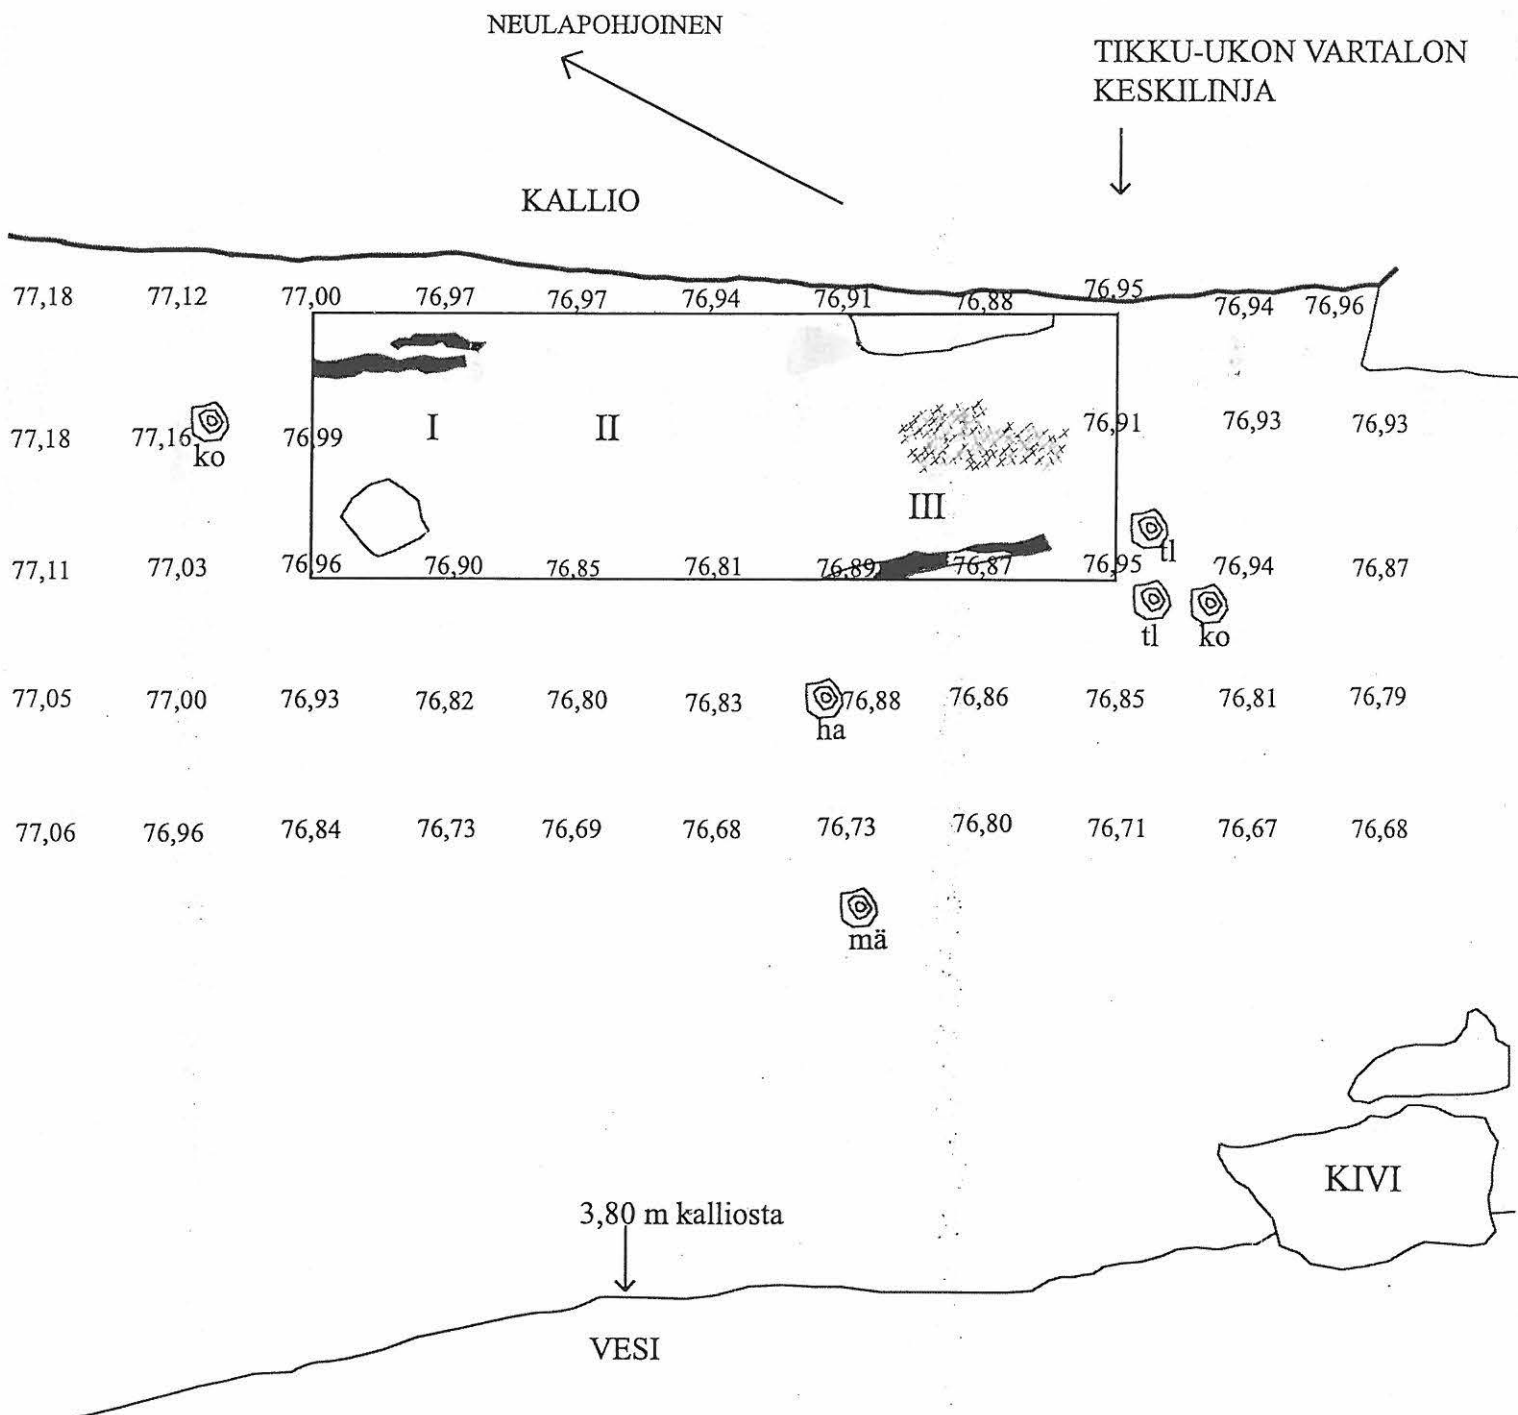 NEULAPOHJOINEN
TIKKU-UKON VARTALON
KESKILINJA
KALLIO
77,18 77,12 77,00 76,97 76,97 76,94 76,91 76,88 76,95 76,94 76,96
77,18 77,16 76,99 I II 76,91 76,93 76,93
ko
III
tl
77,11 77,03 76,96 76,90 76,85 76,81 76,89 76,87 76,95 76,94 76,87
tl ko
77,05 77,00 76,93 76,82 76,80 76,83 76,88 76,86 76,85 76,81 76,79
ha
77,06 76,96 76,84 76,73 76,69 76,68 76,73 76,80 76,71 76,67 76,68
mä
KIVI
3,80 m kalliosta
VESI